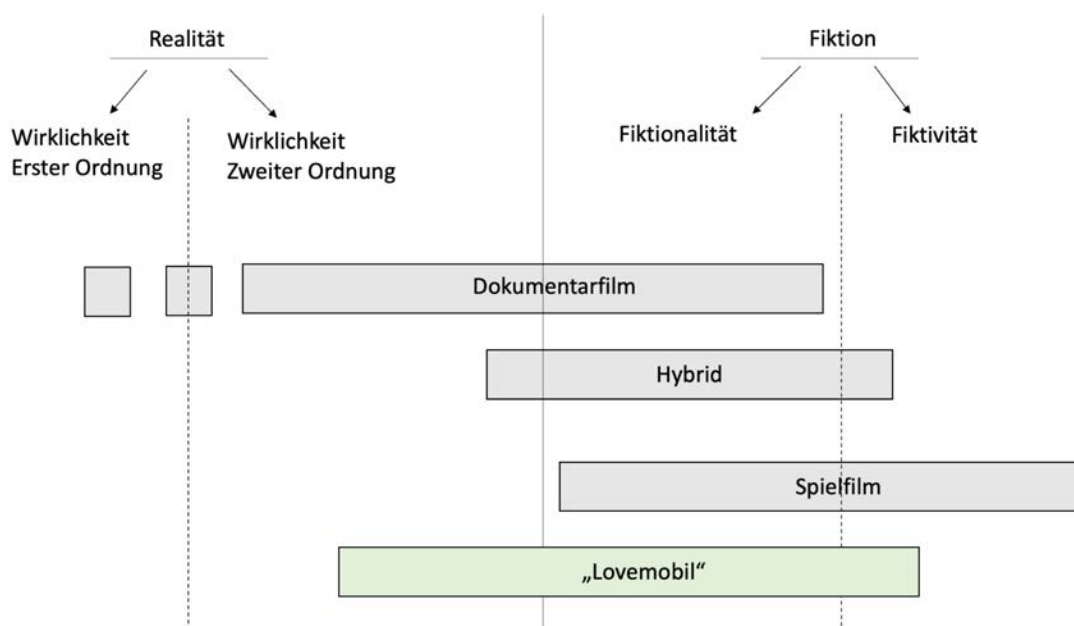 Realität
Fiktion
Wirklichkeit
Erster Ordnung
Wirklichkeit
Zweiter Ordnung
Fiktionalität
Fiktivität
Dokumentarfilm
Hybrid
Spielfilm
„Lovemobil“